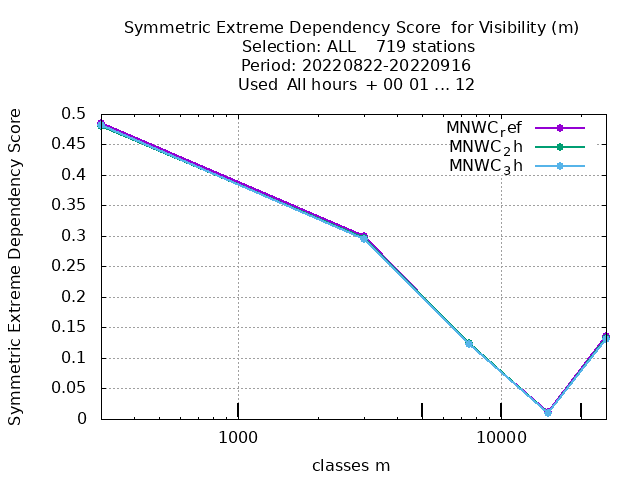 Symmetric Extreme Dependency Score  for Visibility (m)
Selection: ALL    719 stations
Period: 20220822-20220916
Used  All hours  + 00 01 ... 12
Symmetric Extreme Dependency Score
0.5
0.45
0.4
0.35
0.3
0.25
0.2
0.15
0.1
0.05
0
MNWC_ref
MNWC_2h
MNWC_3h
1000
10000
classes m